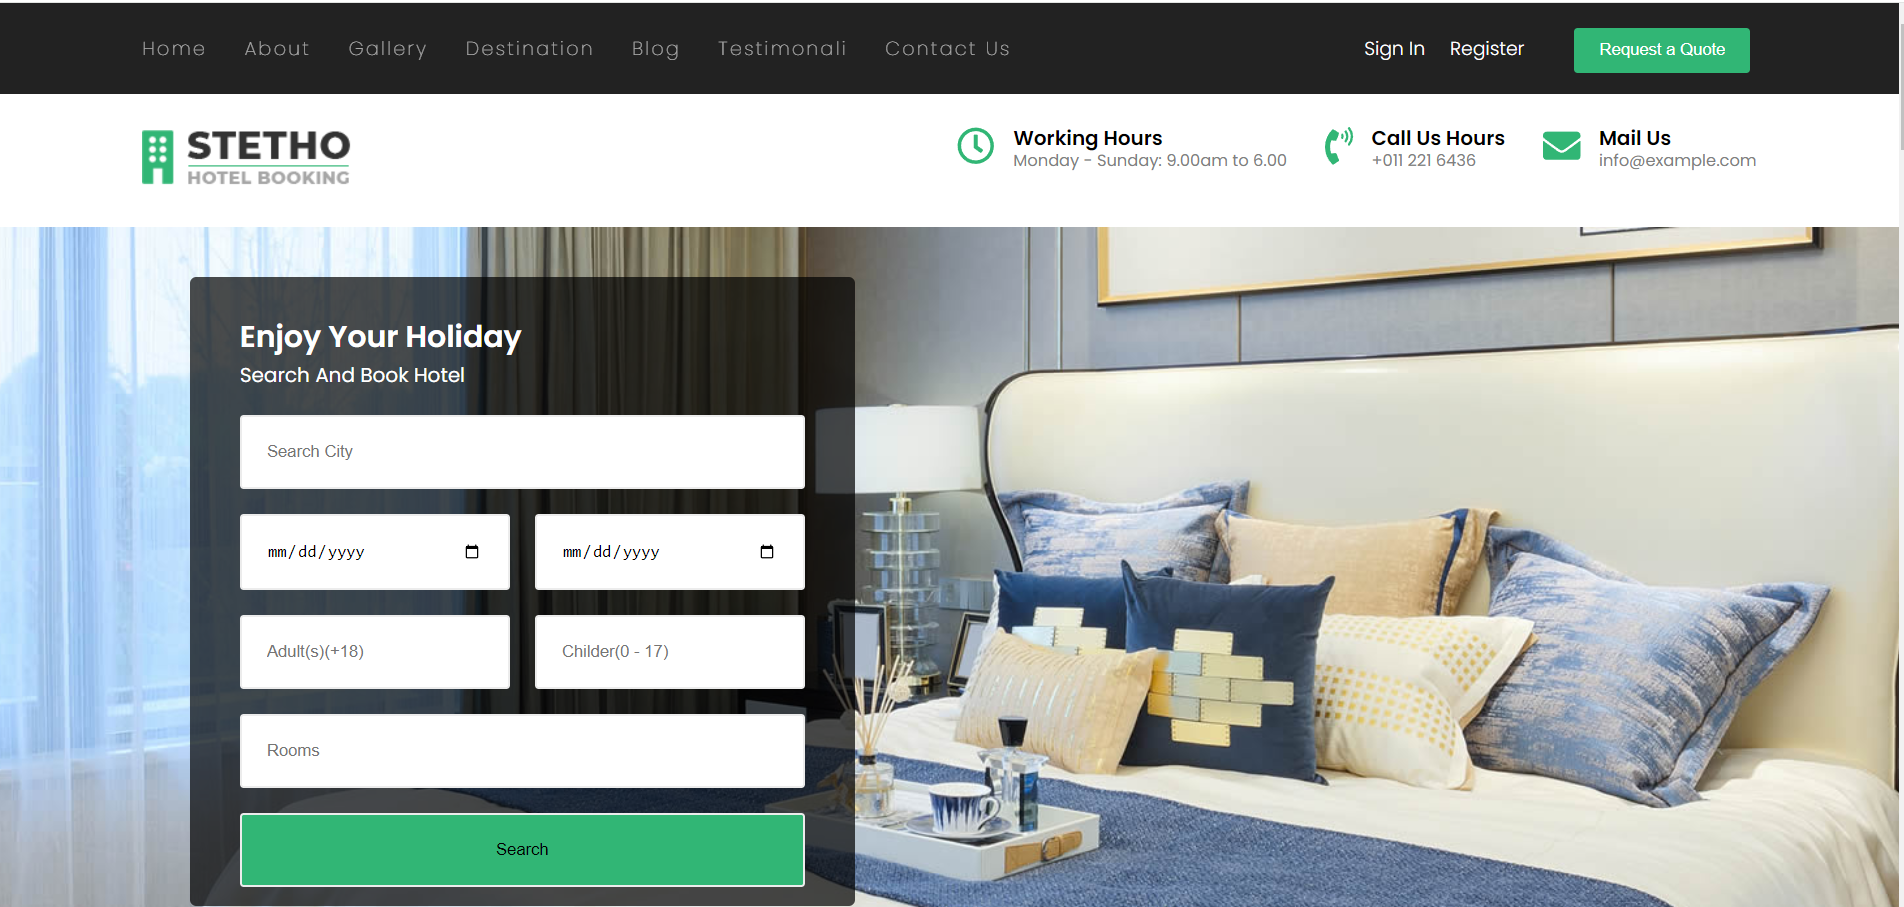 Home About Gallery Destination Blog Testimonali Contact Us Sign In Register Request a Quote
STETHO
HOTEL BOOKING
Working Hours
Monday - Sunday: 9.00am to 6.00
Call Us Hours
+011 221 6436
Mail Us
info@example.com
Enjoy Your Holiday
Search And Book Hotel
Search City
mm/dd/yyyy mm/dd/yyyy
Adult(s)(+18) Childer(0 - 17)
Rooms
Search